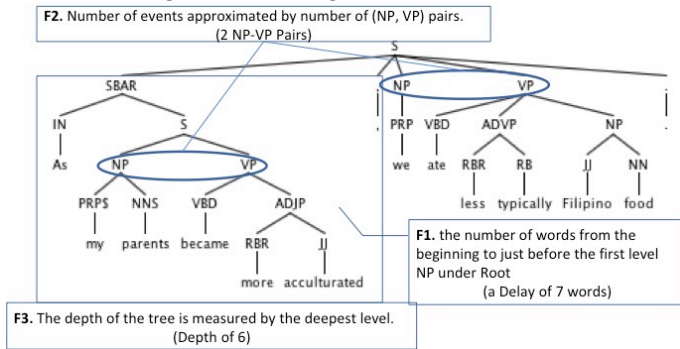 F2. Number of events approximated by number of (NP, VP) pairs.
(2 NP-VP Pairs)
S
SBAR , NP VP .
IN S , PRP VBD ADVP NP .
As NP VP we ate RBR RB JJ NN
PRP$ NNS VBD ADJP less typically Filipino food
my parents became RBR JJ
more acculturated
F1. the number of words from the
beginning to just before the first level
NP under Root
(a Delay of 7 words)
F3. The depth of the tree is measured by the deepest level.
(Depth of 6)